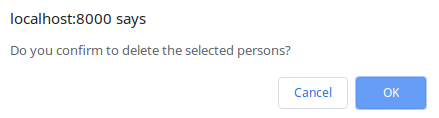 localhost:8000 says
Do you confirm to delete the selected persons?
Cancel
OK